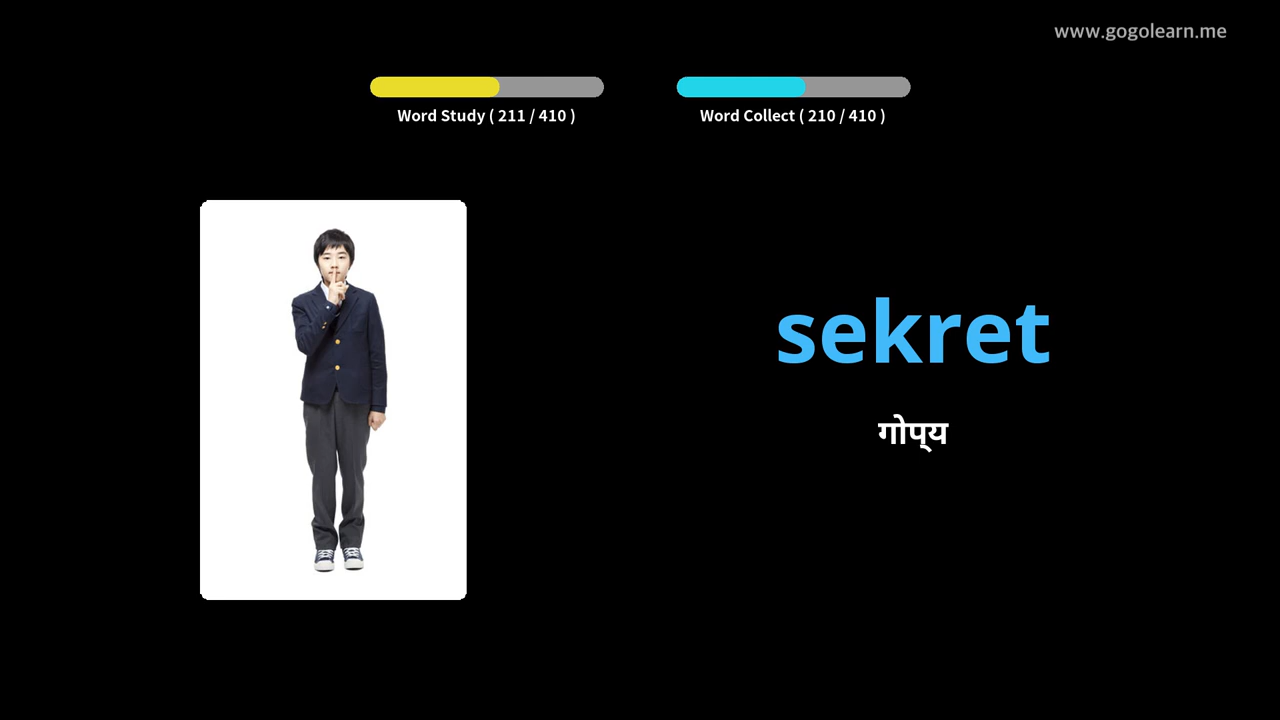 www.gogolearn.me
Word Study ( 211 / 410 )
Word Collect ( 210 / 410 )
sekret
गोप्य